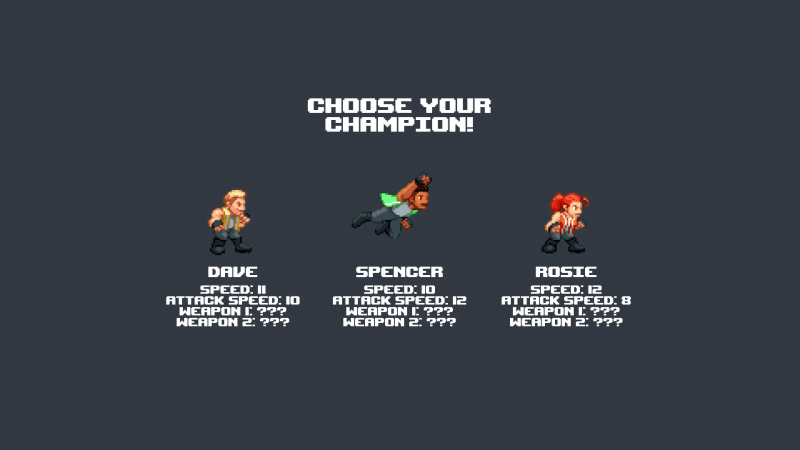 CHOOSE YOUR
CHAMPION!
DAVE
SPEED: 11
ATTACK SPEED: 10
WEAPON 1: ???
WEAPON 2: ???
SPENCER
SPEED: 10
ATTACK SPEED: 12
WEAPON 1: ???
WEAPON 2: ???
ROSIE
SPEED: 12
ATTACK SPEED: 8
WEAPON 1: ???
WEAPON 2: ???